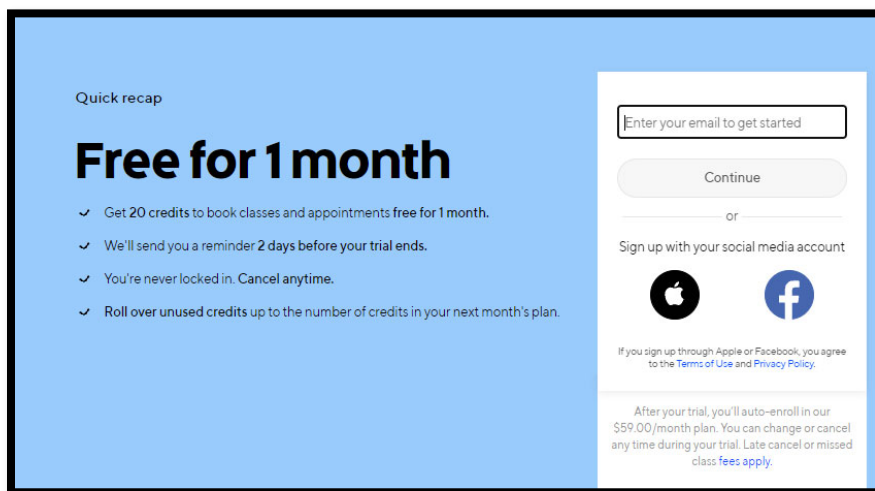 Quick recap
Free for 1 month
Get 20 credits to book classes and appointments free for 1 month.
We'll send you a reminder 2 days before your trial ends.
You're never locked in. Cancel anytime.
Roll over unused credits up to the number of credits in your next month's plan.
Enter your email to get started
Continue
or
Sign up with your social media account
If you sign up through Apple or Facebook, you agree
to the Terms of Use and Privacy Policy.
After your trial, you'll auto-enroll in our
$59.00/month plan. You can change or cancel
any time during your trial. Late cancel or missed
class fees apply.